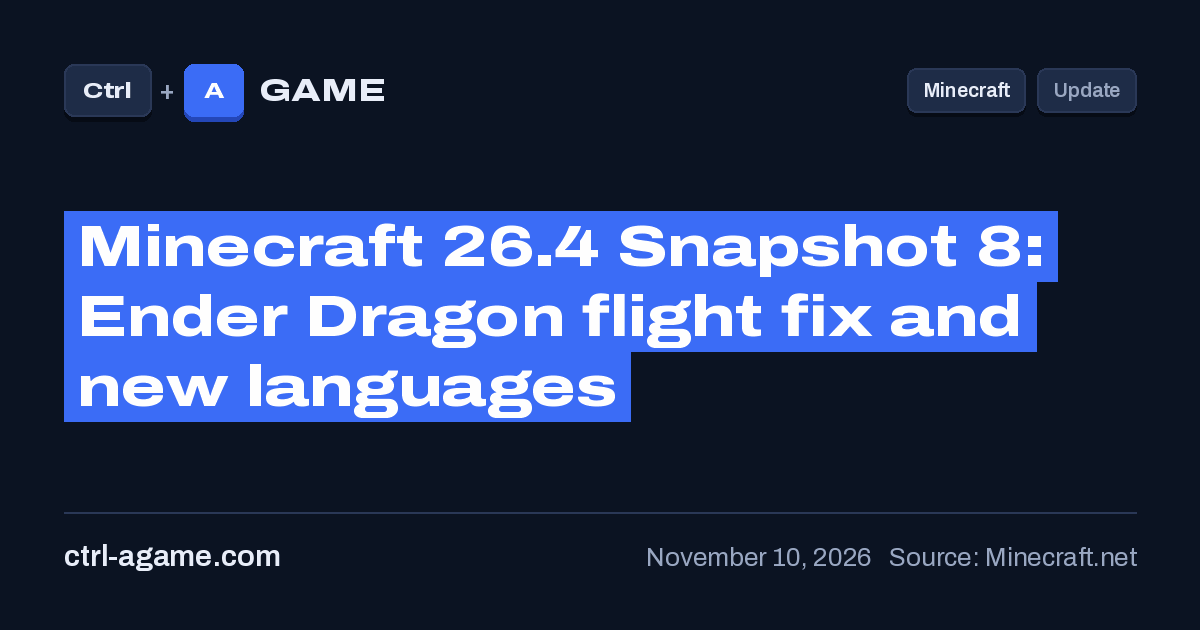 Ctrl + A GAME
Minecraft Update
Minecraft 26.4 Snapshot 8:
Ender Dragon flight fix and
new languages
ctrl-agame.com
November 10, 2026 Source: Minecraft.net